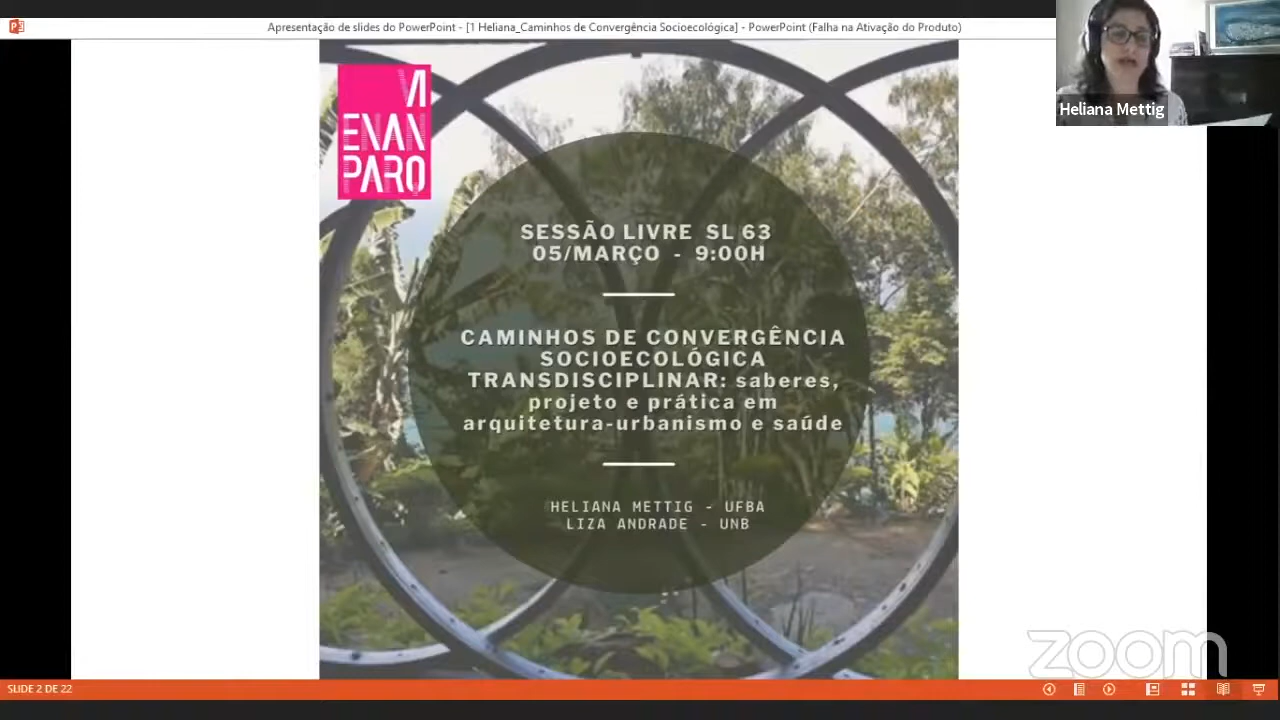 Apresentação de slides do PowerPoint - [1 Heliana_Caminhos de Convergência Socioecológica] - PowerPoint (Falha na Ativação do Produto)
Heliana Mettig
VI
ENAN
PARQ
SESSÃO LIVRE SL 63
05/MARÇO - 9:00H
CAMINHOS DE CONVERGÊNCIA
SOCIOECOLÓGICA
TRANSDISCIPLINAR: saberes,
projeto e prática em
arquitetura-urbanismo e saúde
HELIANA METTIG - UFBA
LIZA ANDRADE - UNB
zoom
SLIDE 2 DE 22